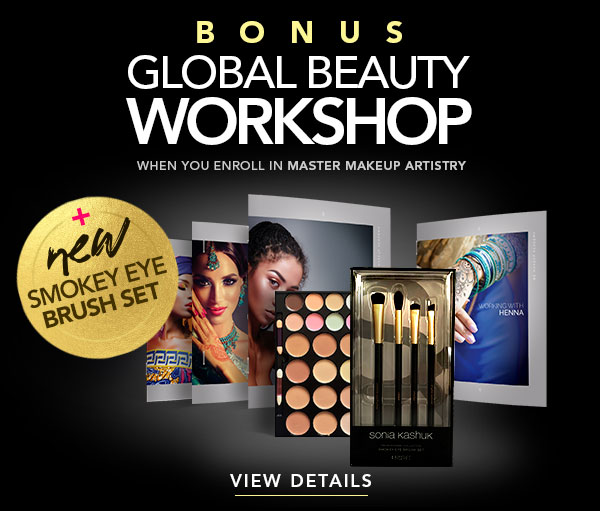 BONUS
GLOBAL BEAUTY
WORKSHOP
WHEN YOU ENROLL IN MASTER MAKEUP ARTISTRY
+
new
SMOKEY EYE
BRUSH SET
WORKING WITH
HENNA
sonia kashuk
VIEW DETAILS